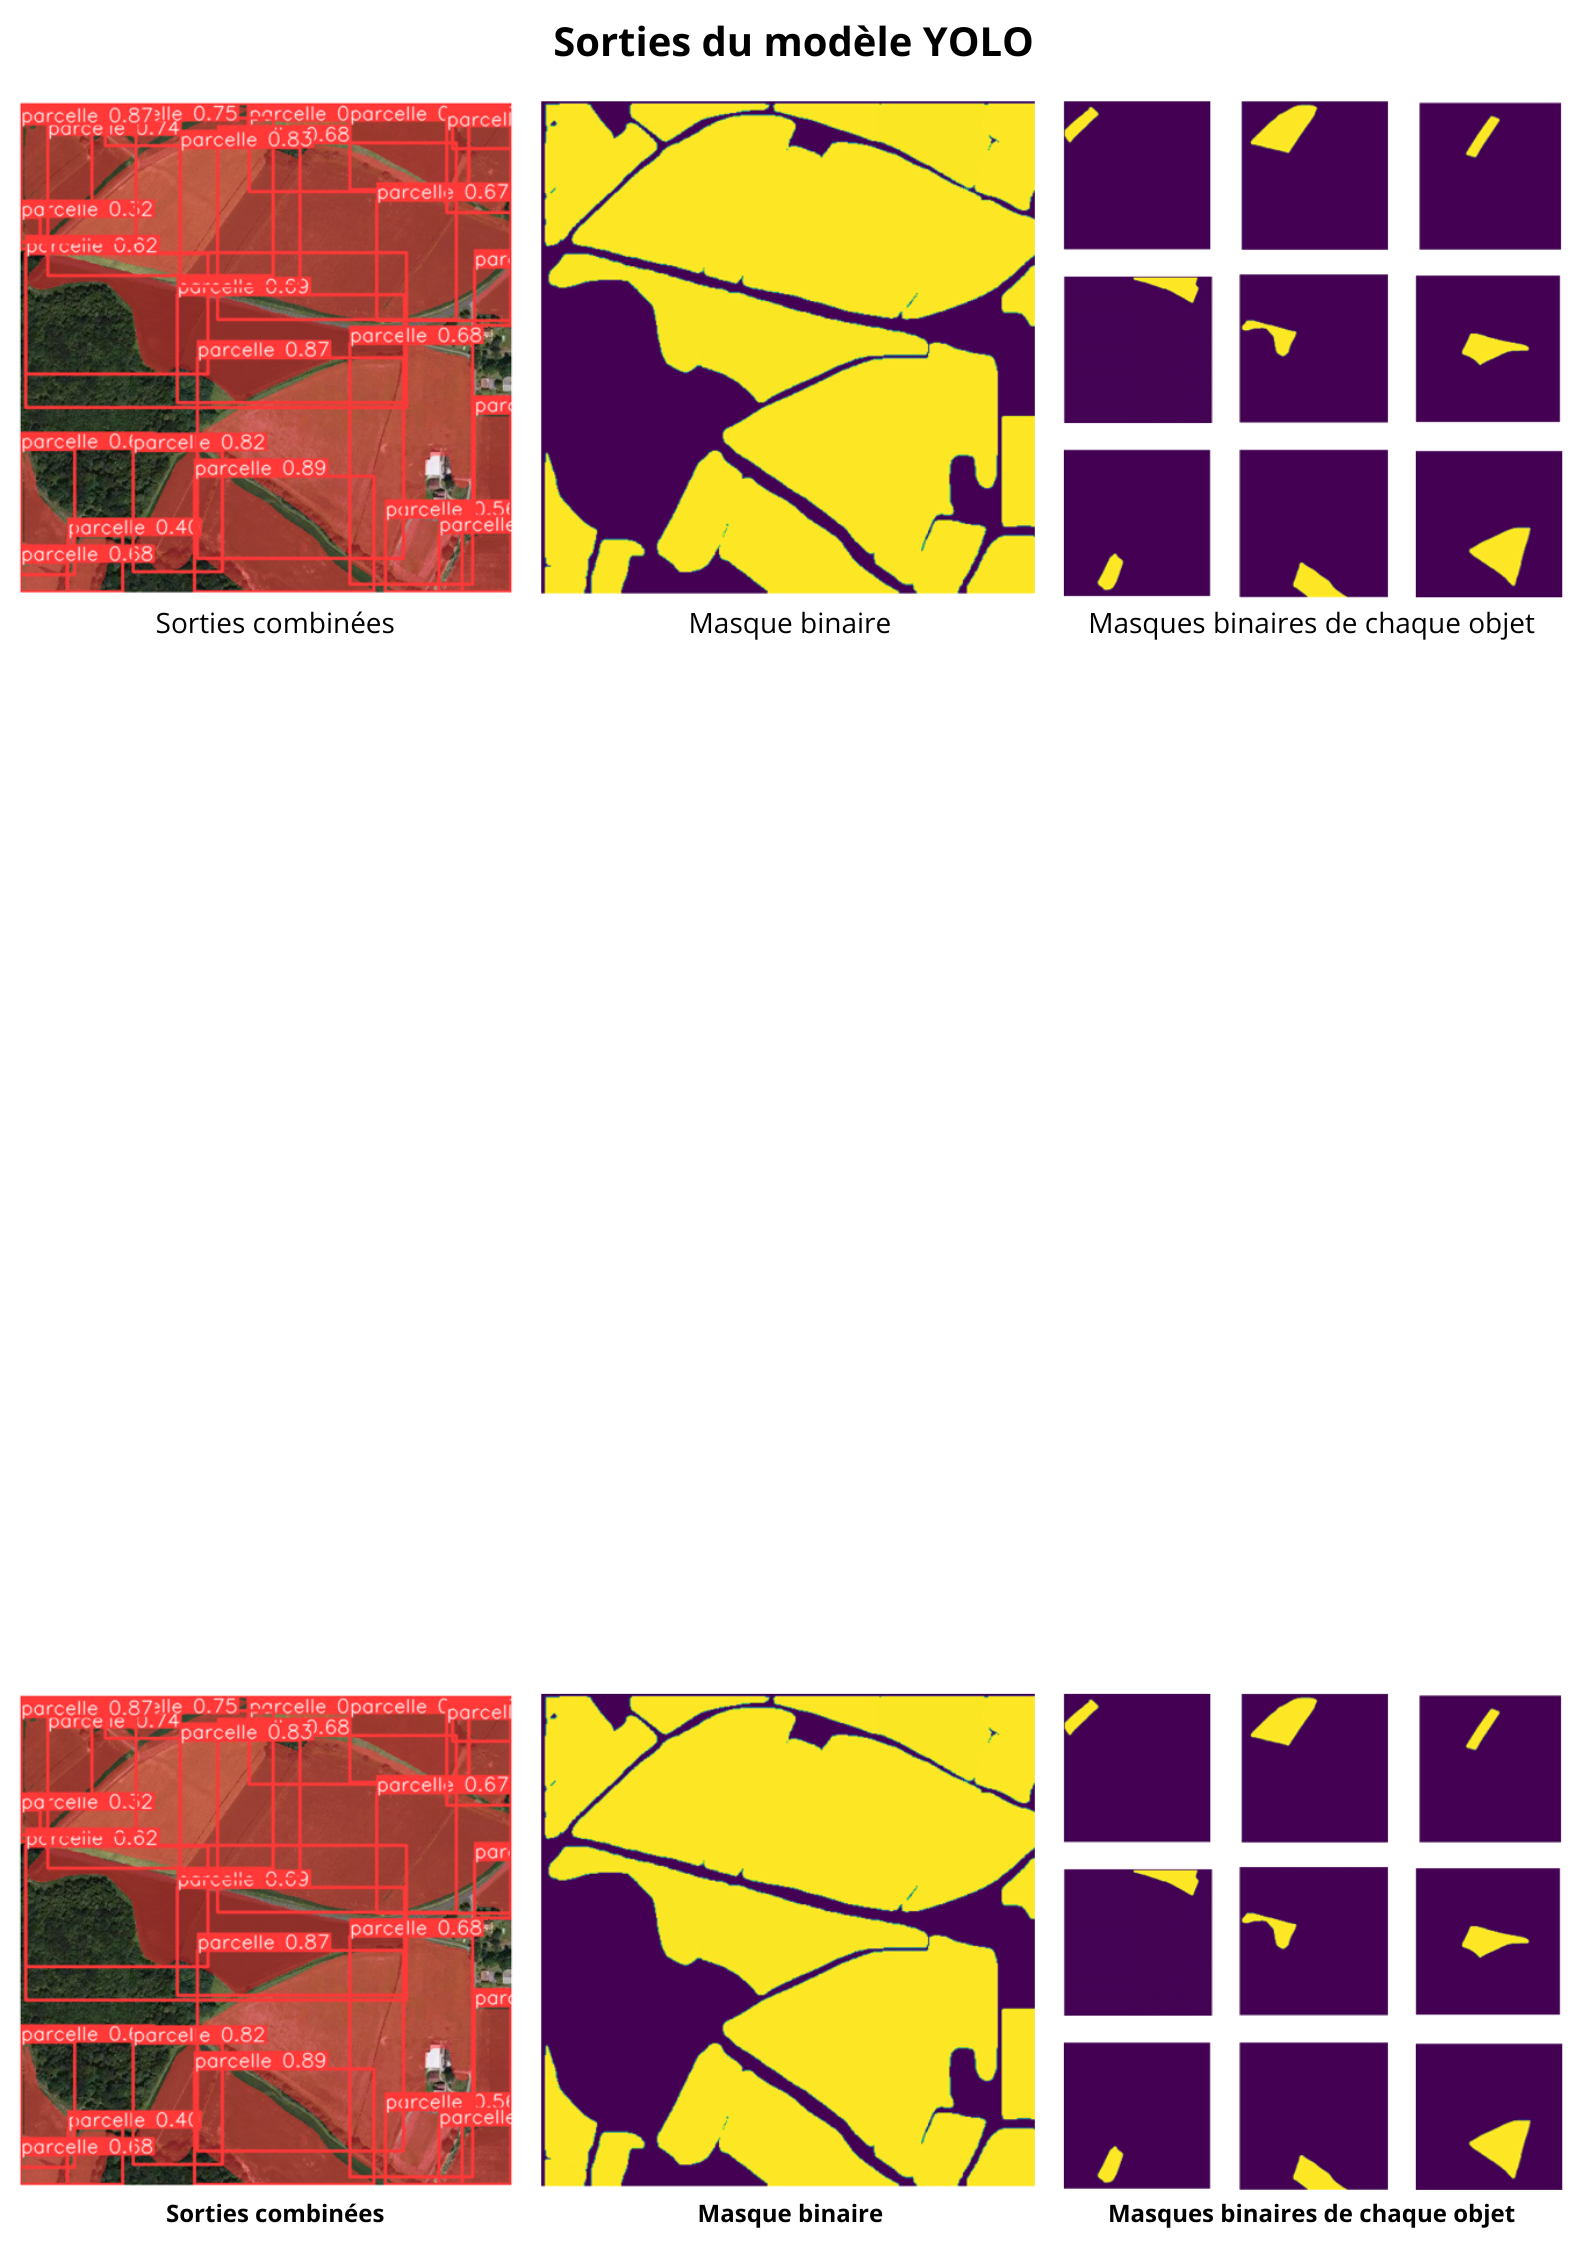 Sorties du modèle YOLO
parcelle 0.87 elle 0.75 parcelle 0 parcelle 0 parcell
parcelle 0.74 parcelle 0.83 0.68
parcelle 0.67
parcelle
parcelle 0.62
parc
parcelle 0.69
parcelle 0.68
parcelle 0.87
parc
parcelle 0. parcelle 0.82
parcelle 0.89
parcelle 0.56
parcelle 0.40 parcelle
parcelle 0.68
Sorties combinées Masque binaire Masques binaires de chaque objet
parcelle 0.87 elle 0.75 parcelle 0 parcelle 0 parcell
parcelle 0.74 parcelle 0.83 0.68
parcelle 0.67
parcelle
parcelle 0.62
parc
parcelle 0.69
parcelle 0.68
parcelle 0.87
parc
parcelle 0. parcelle 0.82
parcelle 0.89
parcelle 0.56
parcelle 0.40 parcelle
parcelle 0.68
Sorties combinées Masque binaire Masques binaires de chaque objet